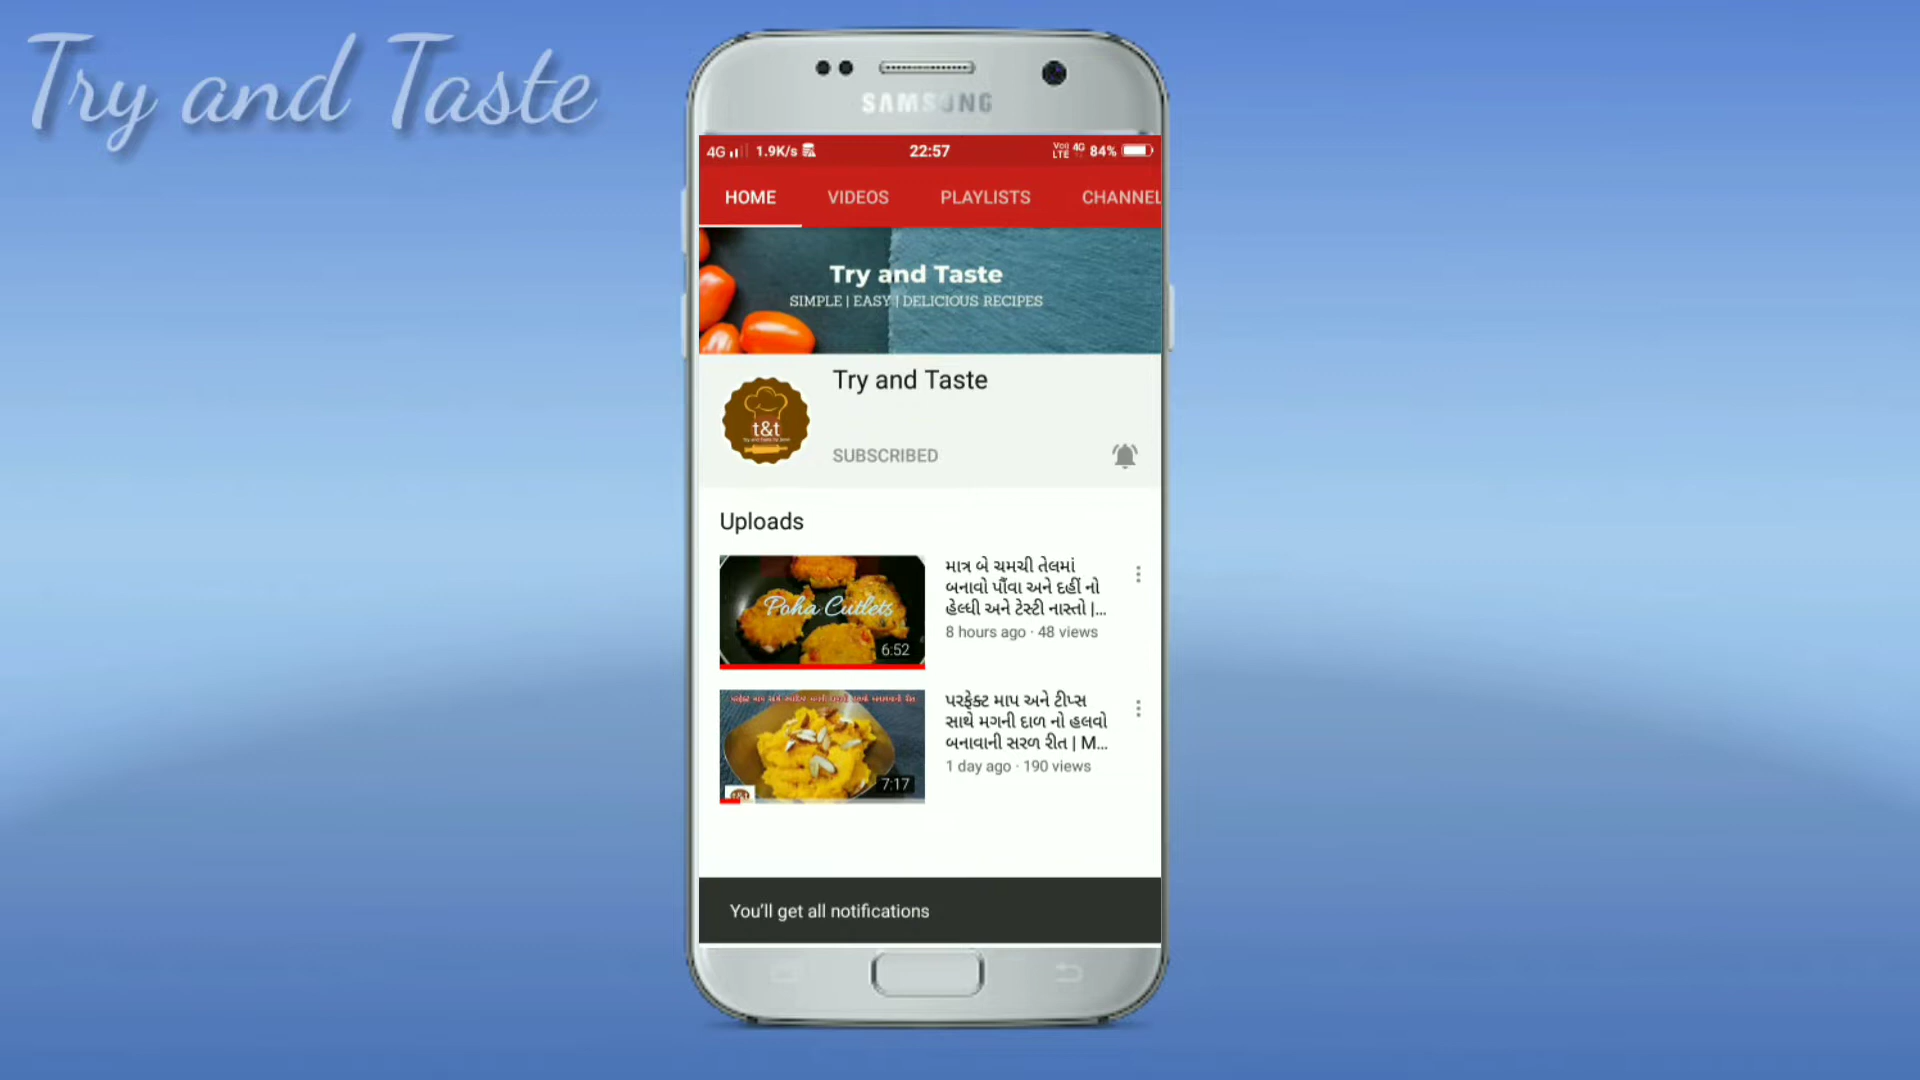 Try and Taste
SAMSUNG
4G 1.9K/s 22:57 VoLTE 4G 84%
HOME VIDEOS PLAYLISTS CHANNEL
Try and Taste
SIMPLE | EASY | DELICIOUS RECIPES
Try and Taste
t&t
SUBSCRIBED
Uploads
Poha Cutlets
6:52
માત્ર બે ચમચી તેલમાં
બનાવો પૌંવા અને દહીં નો
હેલ્ધી અને ટેસ્ટી નાસ્તો |...
8 hours ago · 48 views
7:17
પરફેક્ટ માપ અને ટીપ્સ
સાથે મગની દાળ નો હલવો
બનાવાની સરળ રીત | M...
1 day ago · 190 views
You'll get all notifications